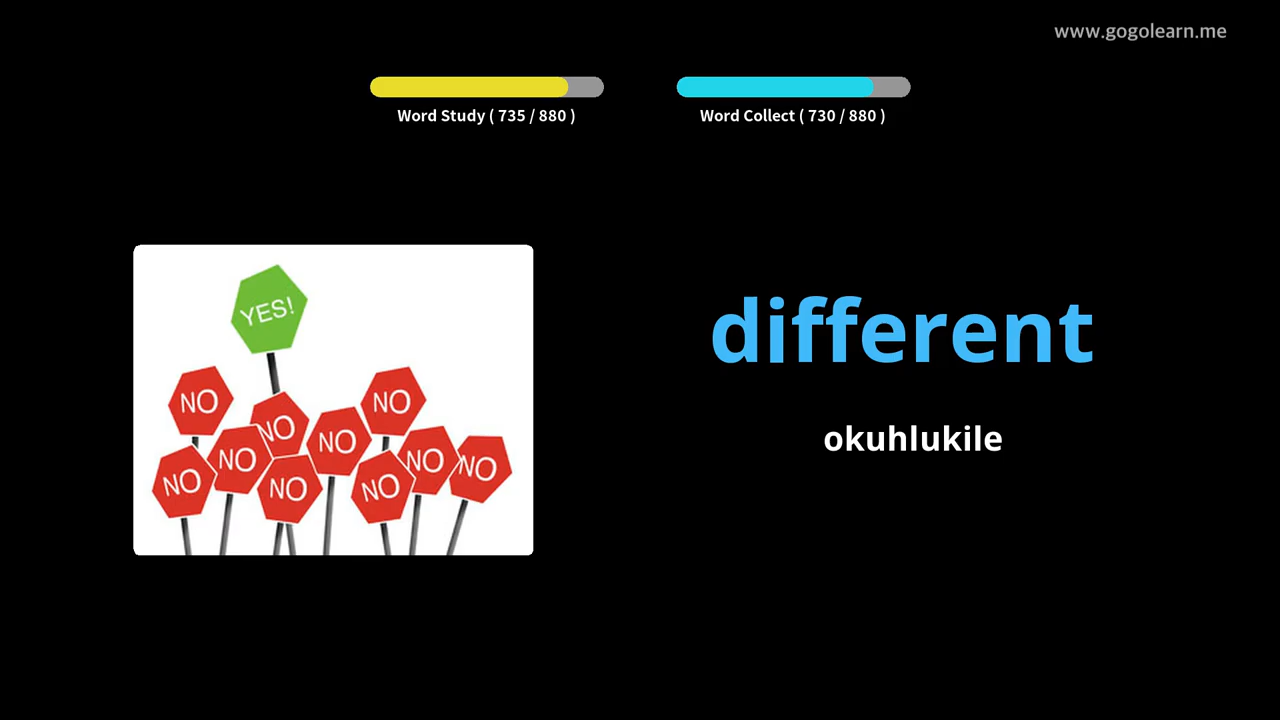 www.gogolearn.me
Word Study ( 735 / 880 )
Word Collect ( 730 / 880 )
YES!
NO
NO
NO
NO
NO
NO
NO
NO
NO
NO
different
okuhlukile